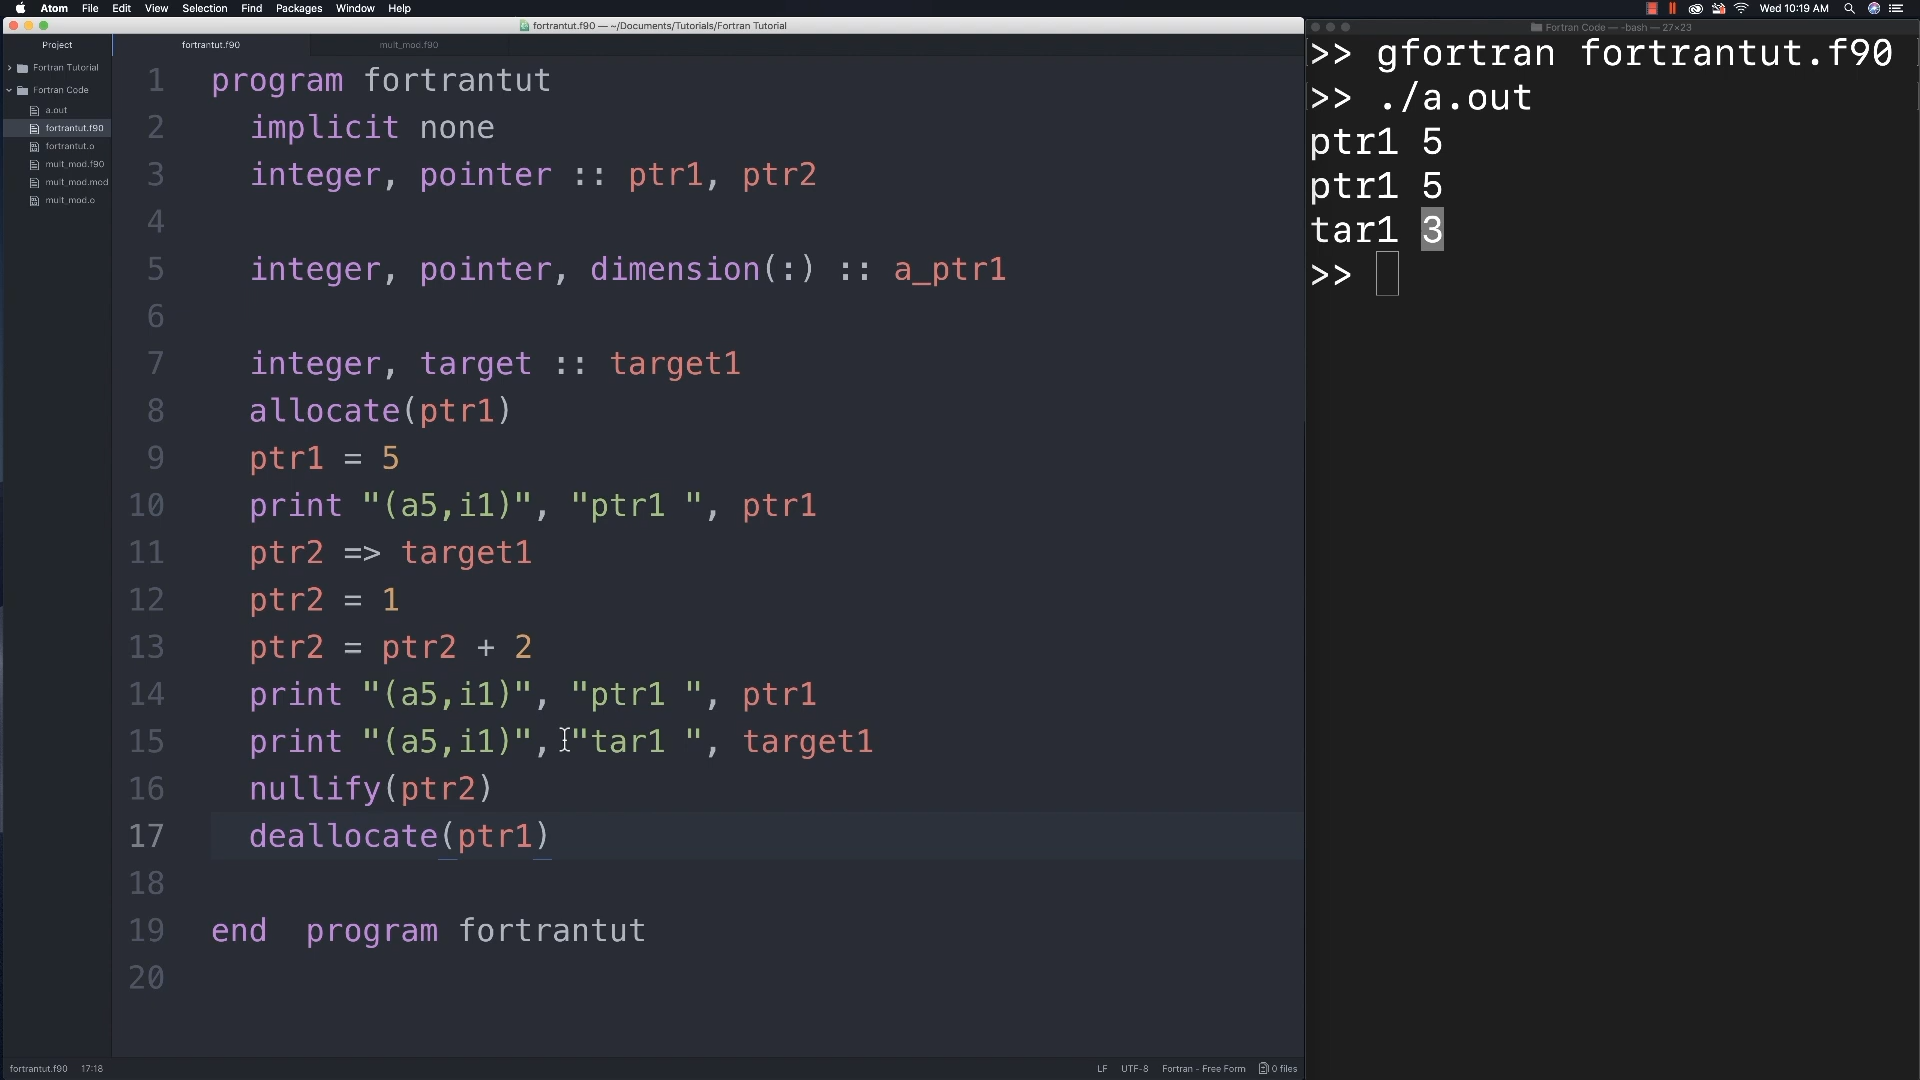 Atom File Edit View Selection Find Packages Window Help Wed 10:19 AM
fortrantut.f90 — ~/Documents/Tutorials/Fortran Tutorial
Fortran Code — -bash — 27×23
Project
fortrantut.f90
mult_mod.f90
Fortran Tutorial
Fortran Code
a.out
fortrantut.f90
fortrantut.o
mult_mod.f90
mult_mod.mod
mult_mod.o
1 program fortrantut
2 implicit none
3 integer, pointer :: ptr1, ptr2
4
5 integer, pointer, dimension(:) :: a_ptr1
6
7 integer, target :: target1
8 allocate(ptr1)
9 ptr1 = 5
10 print "(a5,i1)", "ptr1 ", ptr1
11 ptr2 => target1
12 ptr2 = 1
13 ptr2 = ptr2 + 2
14 print "(a5,i1)", "ptr1 ", ptr1
15 print "(a5,i1)", "tar1 ", target1
16 nullify(ptr2)
17 deallocate(ptr1)
18
19 end  program fortrantut
20
>> gfortran fortrantut.f90
>> ./a.out
ptr1 5
ptr1 5
tar1 3
>>
fortrantut.f90 17:18
LF UTF-8 Fortran - Free Form 0 files